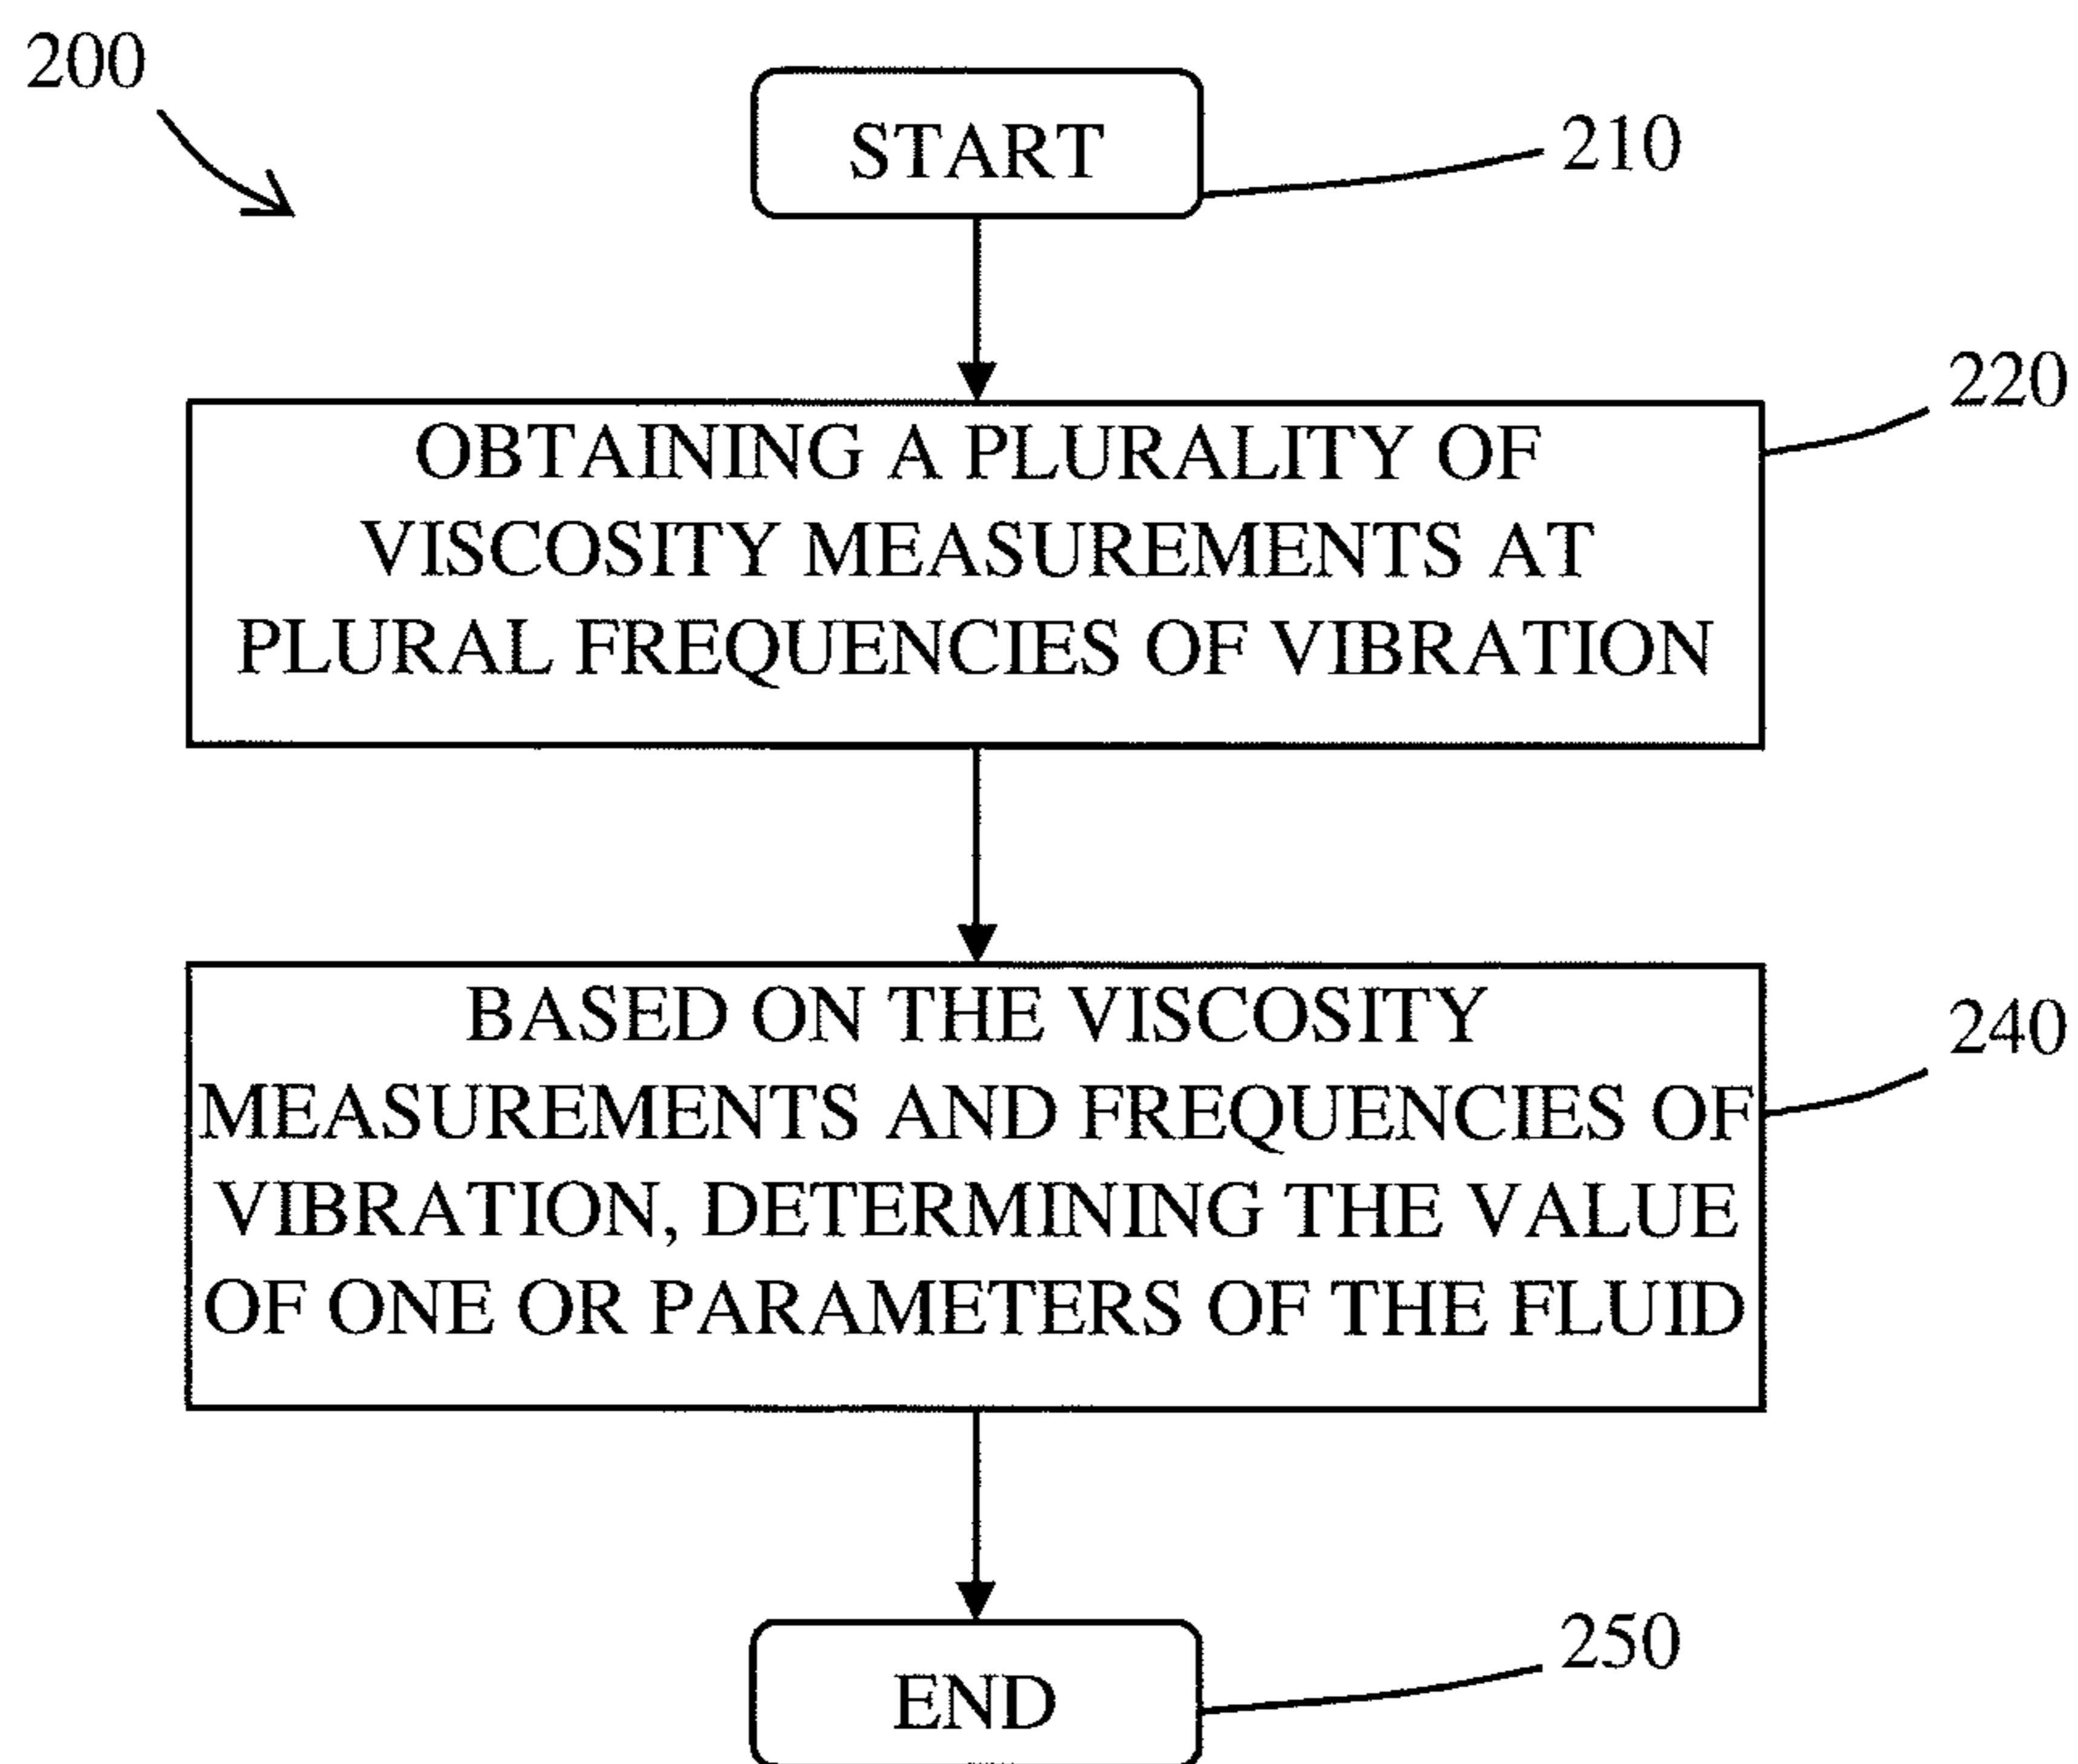 200
START
210
220
OBTAINING A PLURALITY OF
VISCOSITY MEASUREMENTS AT
PLURAL FREQUENCIES OF VIBRATION
BASED ON THE VISCOSITY
240
MEASUREMENTS AND FREQUENCIES OF
VIBRATION, DETERMINING THE VALUE
OF ONE OR PARAMETERS OF THE FLUID
250
END